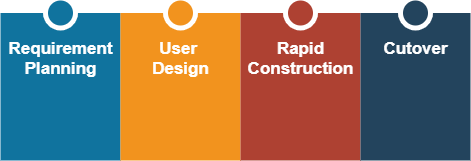 Requirement
Planning
User
Design
Rapid
Construction
Cutover